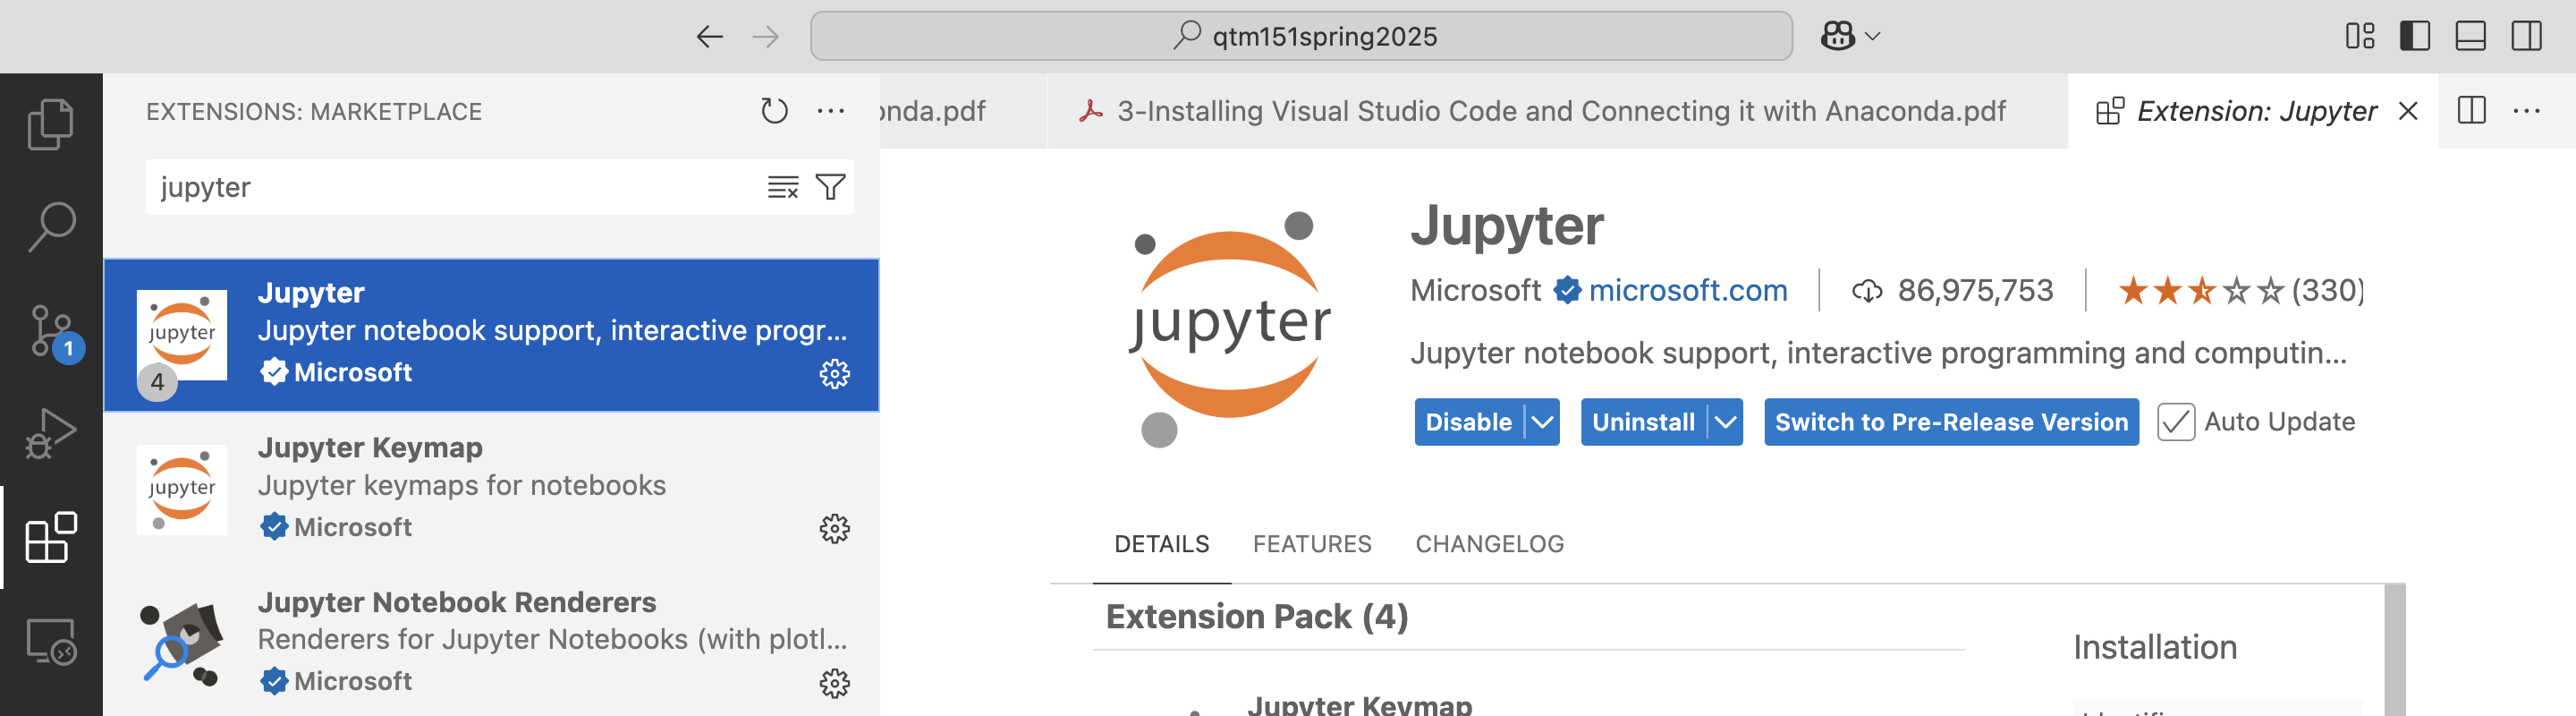 qtm151spring2025
EXTENSIONS: MARKETPLACE
onda.pdf
3-Installing Visual Studio Code and Connecting it with Anaconda.pdf
Extension: Jupyter
jupyter
1
jupyter
4
Jupyter
Jupyter notebook support, interactive progr...
Microsoft
jupyter
Jupyter Keymap
Jupyter keymaps for notebooks
Microsoft
Jupyter Notebook Renderers
Renderers for Jupyter Notebooks (with plotl...
Microsoft
jupyter
Jupyter
Microsoft microsoft.com 86,975,753 (330)
Jupyter notebook support, interactive programming and computin...
Disable Uninstall Switch to Pre-Release Version Auto Update
DETAILS FEATURES CHANGELOG
Extension Pack (4)
Jupyter Keymap
Installation